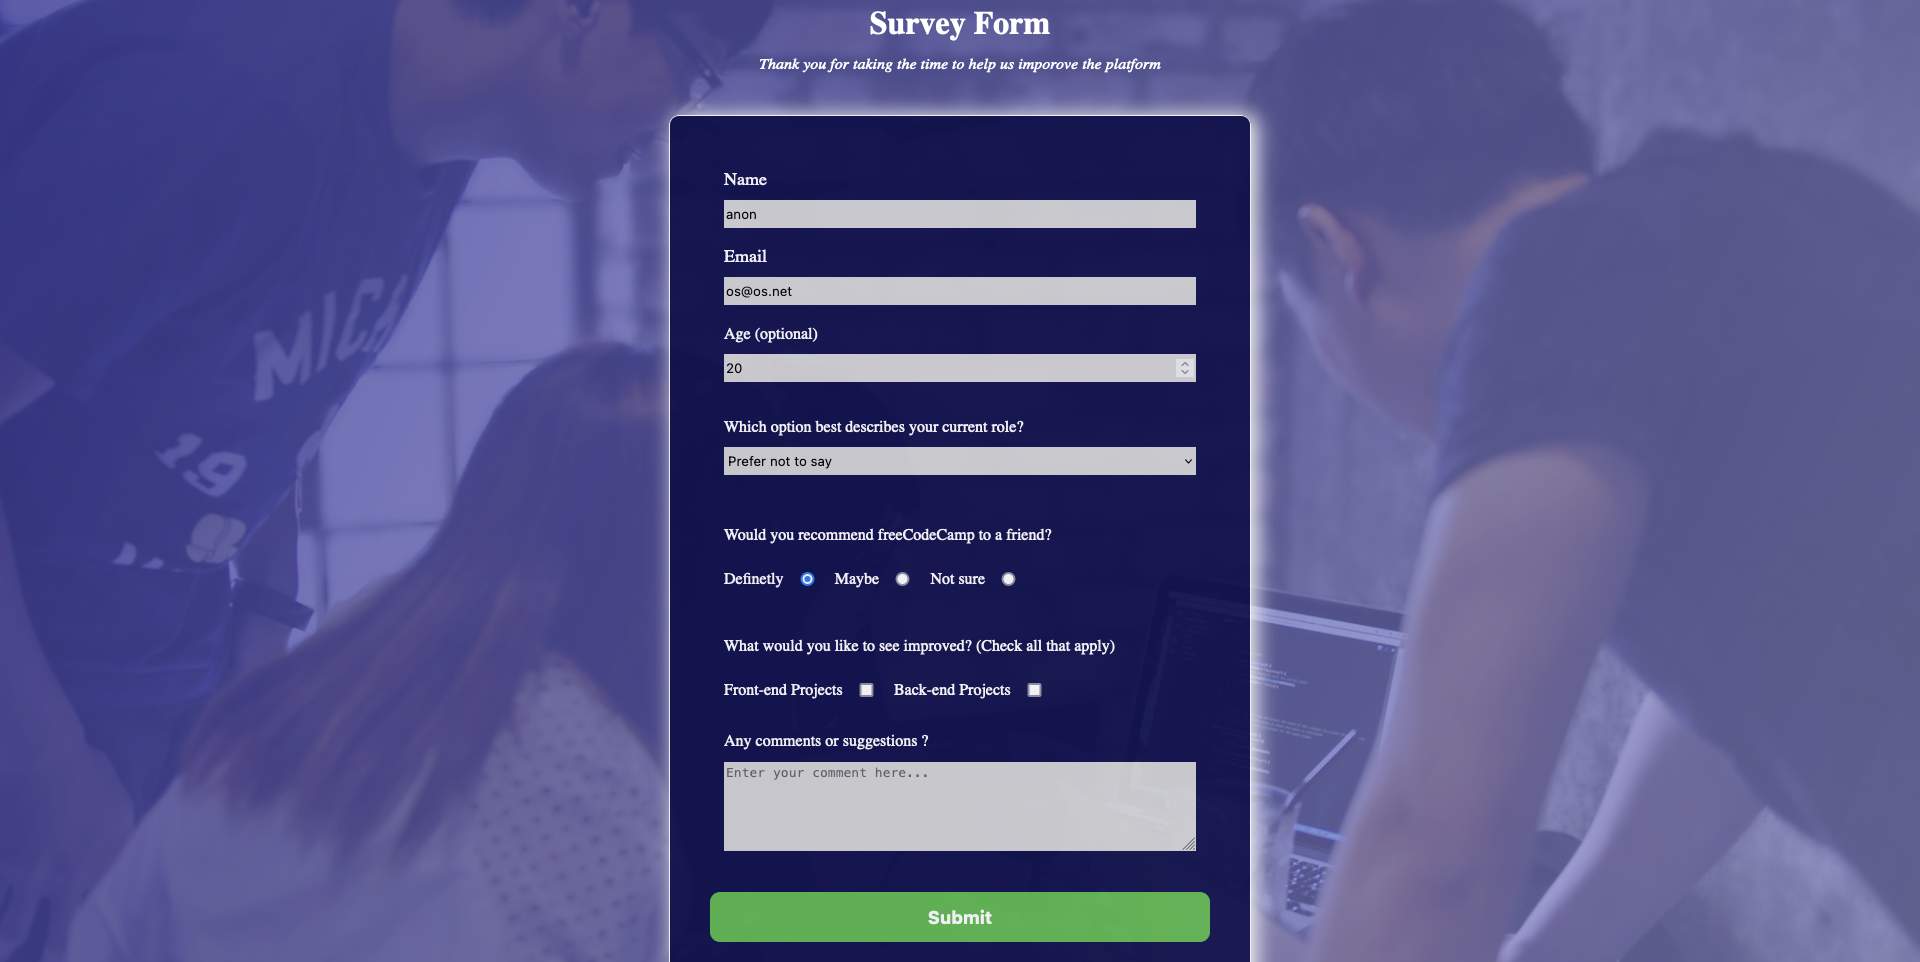 Survey Form
Thank you for taking the time to help us imporove the platform
Name
anon
Email
os@os.net
Age (optional)
20
Which option best describes your current role?
Prefer not to say
Would you recommend freeCodeCamp to a friend?
Definetly Maybe Not sure
What would you like to see improved? (Check all that apply)
Front-end Projects Back-end Projects
Any comments or suggestions ?
Enter your comment here...
Submit
MICH
19